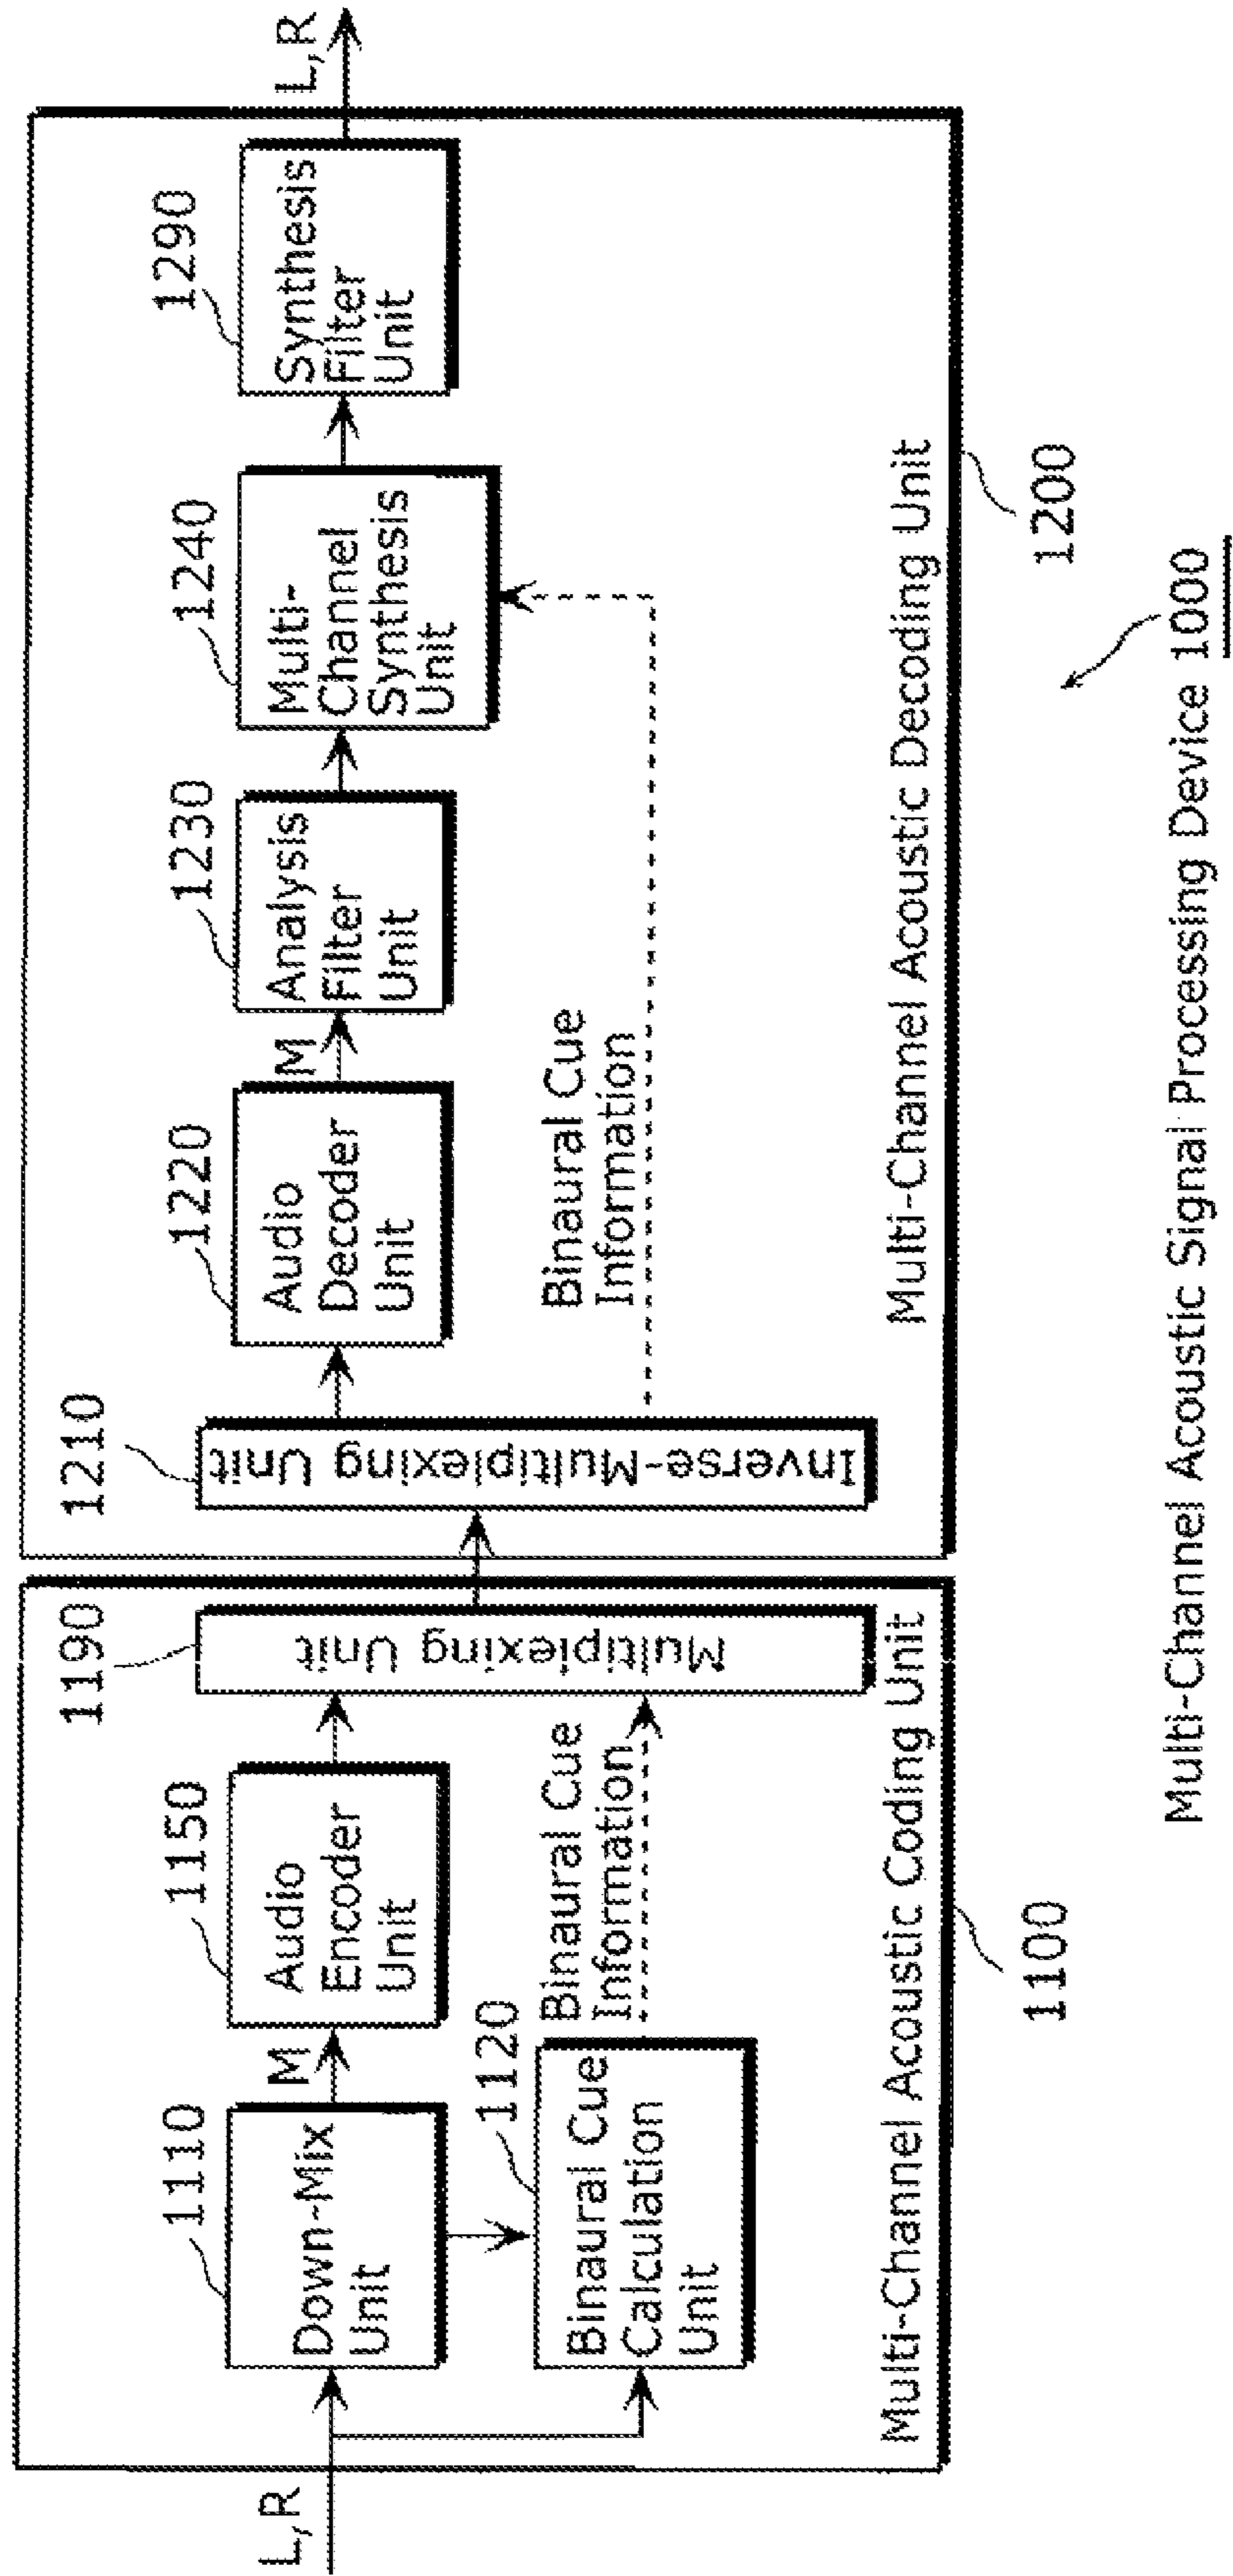 L,R
1110
Down-Mix
Unit
M
1150
Audio
Encoder
Unit
1120
Binaural Cue
Calculation
Unit
Binaural Cue
Information
1190
Multiplexing Unit
Multi-Channel Acoustic Coding Unit
1100
1210
Inverse-Multiplexing Unit
1220
Audio
Decoder
Unit
M
1230
Analysis
Filter
Unit
1240
Multi-
Channel
Synthesis
Unit
1290
Synthesis
Filter
Unit
L,R
Binaural Cue
Information
Multi-Channel Acoustic Decoding Unit
1200
Multi-Channel Acoustic Signal Processing Device 1000